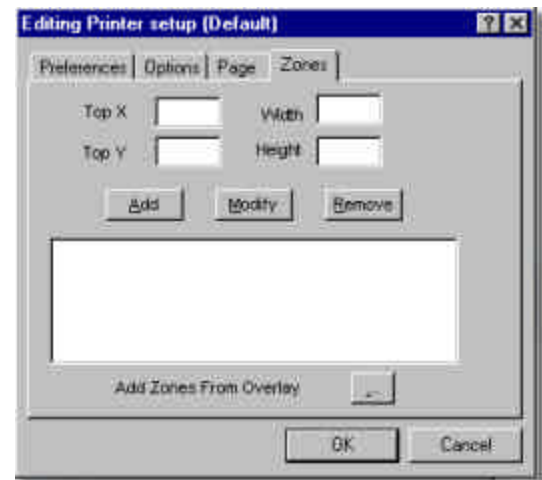 Editing Printer setup (Default)
Preferences Options Page Zones
Top X Width
Top Y Height
Add Modify Remove
Add Zones From Overlay ...
OK Cancel